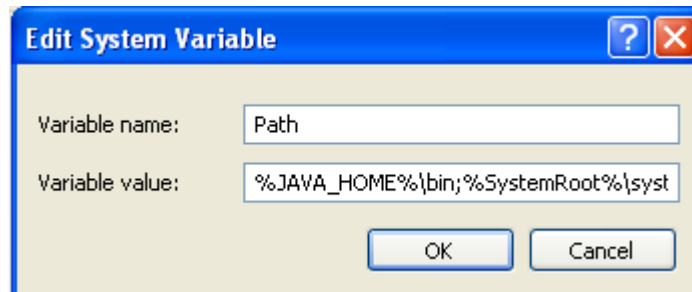 Edit System Variable
Variable name: Path
Variable value: %JAVA_HOME%\bin;%SystemRoot%\syst
OK Cancel